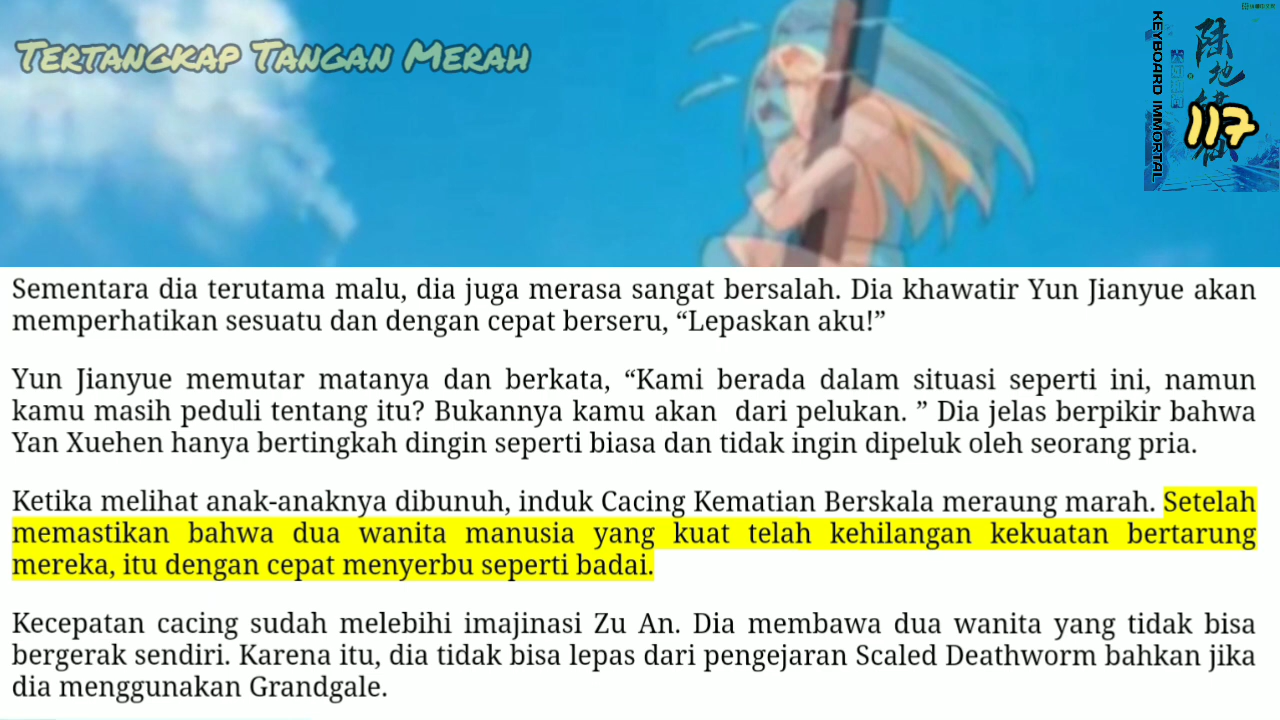 Tertangkap Tangan Merah
KEYBOARD IMMORTAL
陆地键仙
117
Sementara dia terutama malu, dia juga merasa sangat bersalah. Dia khawatir Yun Jianyue akan
memperhatikan sesuatu dan dengan cepat berseru, “Lepaskan aku!”
Yun Jianyue memutar matanya dan berkata, “Kami berada dalam situasi seperti ini, namun
kamu masih peduli tentang itu? Bukannya kamu akan  dari pelukan. ” Dia jelas berpikir bahwa
Yan Xuehen hanya bertingkah dingin seperti biasa dan tidak ingin dipeluk oleh seorang pria.
Ketika melihat anak-anaknya dibunuh, induk Cacing Kematian Berskala meraung marah. Setelah
memastikan bahwa dua wanita manusia yang kuat telah kehilangan kekuatan bertarung
mereka, itu dengan cepat menyerbu seperti badai.
Kecepatan cacing sudah melebihi imajinasi Zu An. Dia membawa dua wanita yang tidak bisa
bergerak sendiri. Karena itu, dia tidak bisa lepas dari pengejaran Scaled Deathworm bahkan jika
dia menggunakan Grandgale.